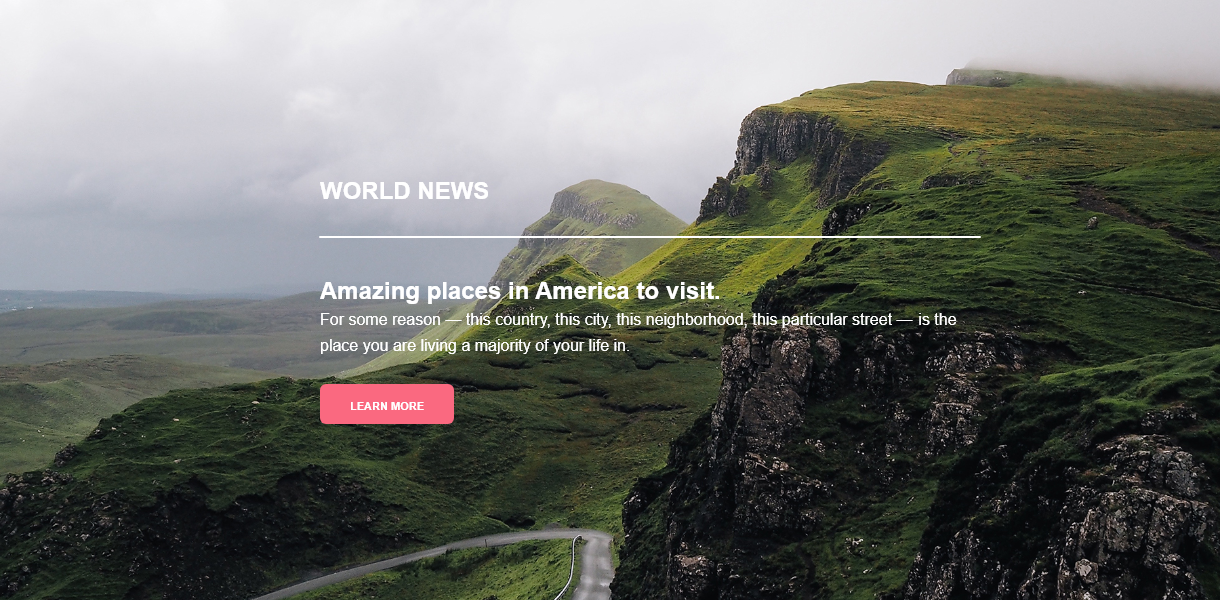 WORLD NEWS
Amazing places in America to visit.
For some reason — this country, this city, this neighborhood, this particular street — is the
place you are living a majority of your life in.
LEARN MORE